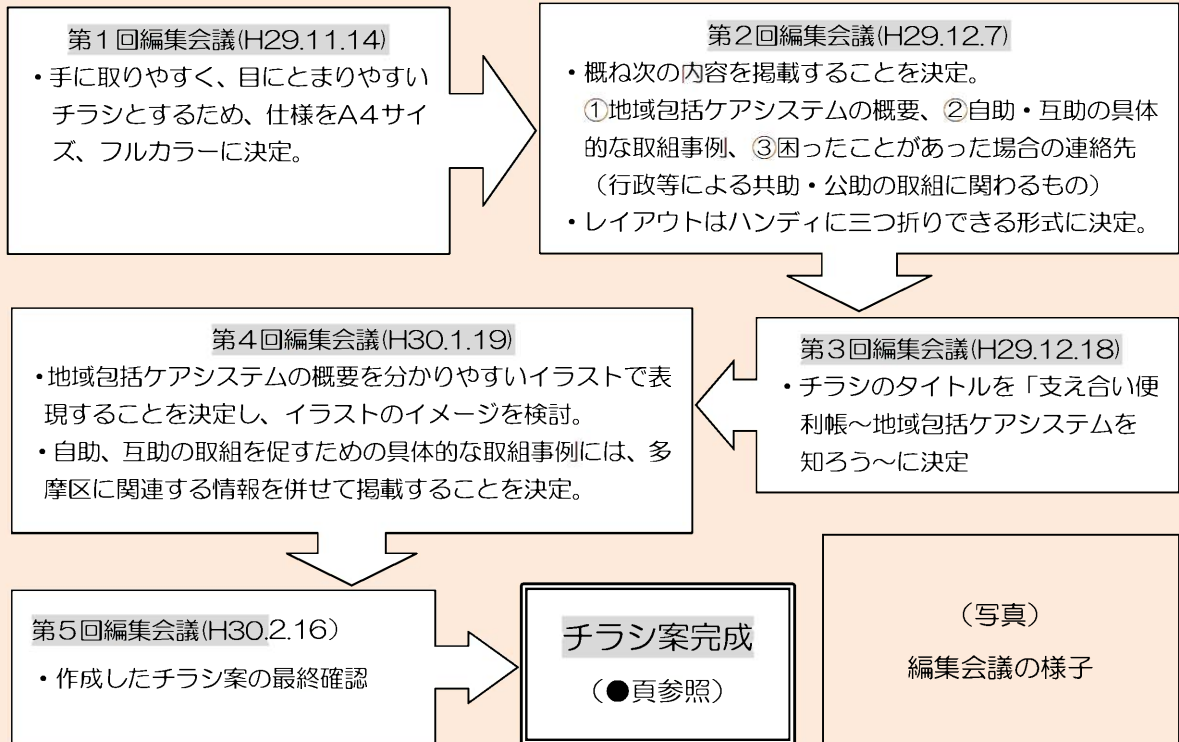 第1回編集会議(H29.11.14)
・手に取りやすく、目にとまりやすい
チラシとするため、仕様をA4サイ
ズ、フルカラーに決定。
第2回編集会議(H29.12.7)
・概ね次の内容を掲載することを決定。
①地域包括ケアシステムの概要、②自助・互助の具体
的な取組事例、③困ったことがあった場合の連絡先
（行政等による共助・公助の取組に関わるもの）
・レイアウトはハンディに三つ折りできる形式に決定。
第3回編集会議(H29.12.18)
・チラシのタイトルを「支え合い便
利帳～地域包括ケアシステムを
知ろう～に決定
第4回編集会議(H30.1.19)
・地域包括ケアシステムの概要を分かりやすいイラストで表
現することを決定し、イラストのイメージを検討。
・自助、互助の取組を促すための具体的な取組事例には、多
摩区に関連する情報を併せて掲載することを決定。
第5回編集会議(H30.2.16）
・作成したチラシ案の最終確認
チラシ案完成
（●頁参照）
（写真）
編集会議の様子